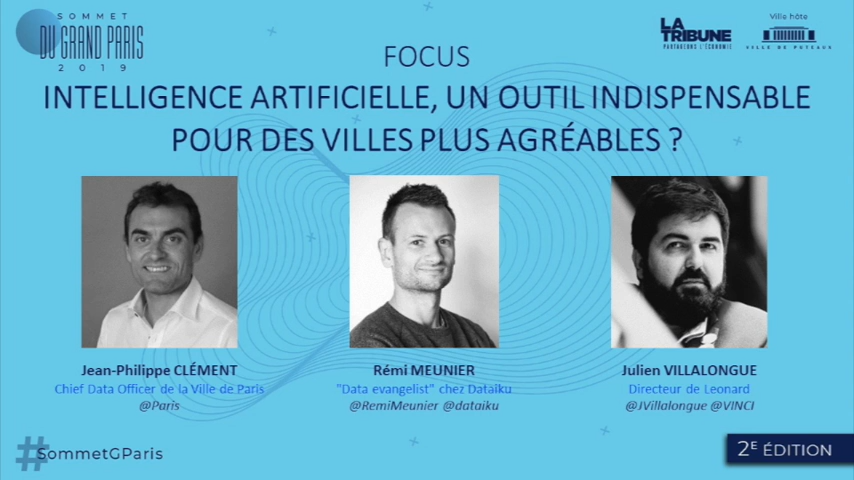 SOMMET
DU GRAND PARIS
2019
LA
TRIBUNE
PARTAGEONS L'ÉCONOMIE
Ville hôte
VILLE DE PUTEAUX
FOCUS
INTELLIGENCE ARTIFICIELLE, UN OUTIL INDISPENSABLE
POUR DES VILLES PLUS AGRÉABLES ?
Jean-Philippe CLÉMENT
Chief Data Officer de la Ville de Paris
@Paris
Rémi MEUNIER
"Data evangelist" chez Dataiku
@RemiMeunier @dataiku
Julien VILLALONGUE
Directeur de Leonard
@JVillalongue @VINCI
#SommetGParis
2E ÉDITION